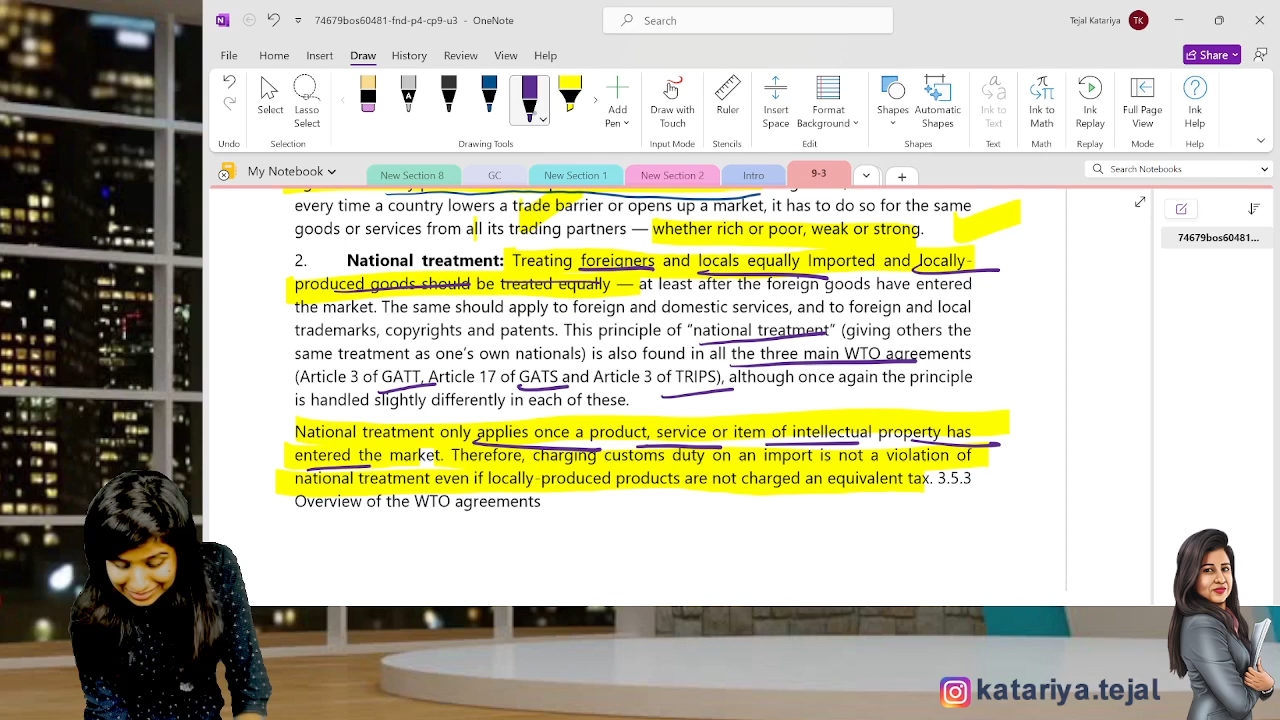 74679bos60481-fnd-p4-cp9-u3 - OneNote
Search
Tejal Katariya
TK
File Home Insert Draw History Review View Help
Share
Undo
Select
Lasso Select
Selection
Drawing Tools
Add Pen
Draw with Touch
Input Mode
Ruler
Stencils
Insert Space
Format Background
Edit
Shapes
Automatic Shapes
Shapes
Ink to Text
Ink to Math
Math
Ink Replay
Replay
Full Page View
Mode
Ink Help
Help
My Notebook
New Section 8
GC
New Section 1
New Section 2
Intro
9-3
Search Notebooks
74679bos60481...
every time a country lowers a trade barrier or opens up a market, it has to do so for the same
goods or services from all its trading partners — whether rich or poor, weak or strong.
2. National treatment: Treating foreigners and locals equally Imported and locally-
produced goods should be treated equally — at least after the foreign goods have entered
the market. The same should apply to foreign and domestic services, and to foreign and local
trademarks, copyrights and patents. This principle of “national treatment” (giving others the
same treatment as one’s own nationals) is also found in all the three main WTO agreements
(Article 3 of GATT, Article 17 of GATS and Article 3 of TRIPS), although once again the principle
is handled slightly differently in each of these.
National treatment only applies once a product, service or item of intellectual property has
entered the market. Therefore, charging customs duty on an import is not a violation of
national treatment even if locally-produced products are not charged an equivalent tax. 3.5.3
Overview of the WTO agreements
katariya.tejal